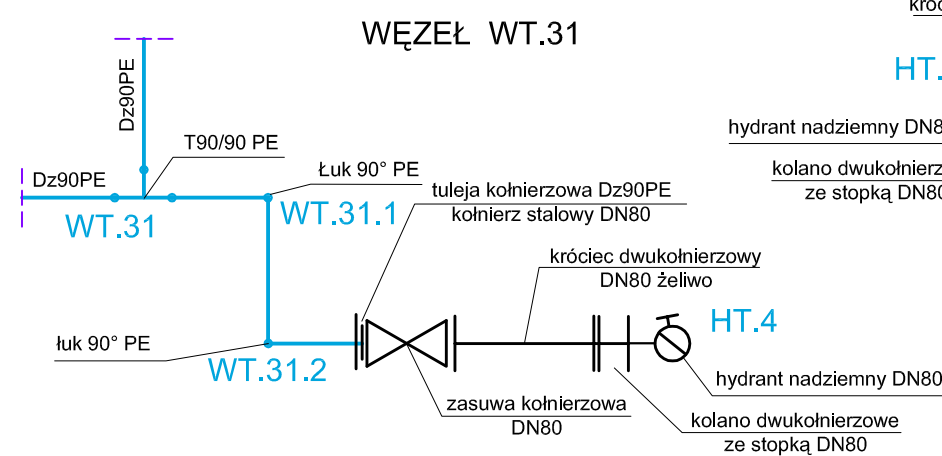 WĘZEŁ WT.31
króć
HT.
hydrant nadziemny DN8
kolano dwukołnierz
ze stopką DN80
Dz90PE
T90/90 PE
Dz90PE
WT.31
Łuk 90° PE
WT.31.1
tuleja kołnierzowa Dz90PE
kołnierz stalowy DN80
króciec dwukołnierzowy
DN80 żeliwo
HT.4
łuk 90° PE
WT.31.2
zasuwa kołnierzowa
DN80
hydrant nadziemny DN80
kolano dwukołnierzowe
ze stopką DN80